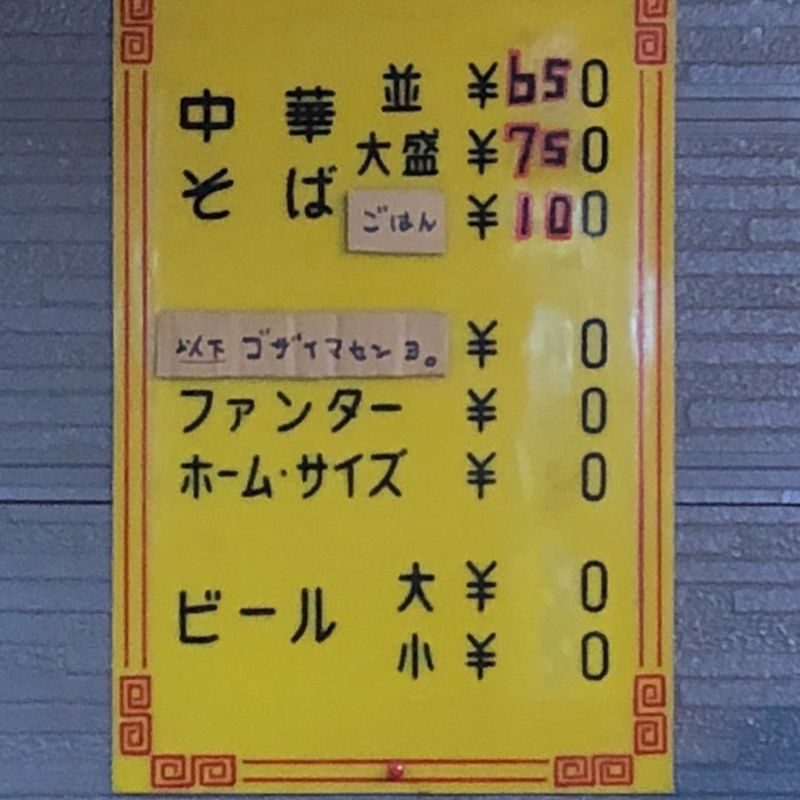 中華そば 並 ¥650
大盛 ¥750
ごはん ¥100
以下ゴザイマセンヨ。 ¥ 0
ファンター ¥ 0
ホーム・サイズ ¥ 0
ビール 大 ¥ 0
小 ¥ 0